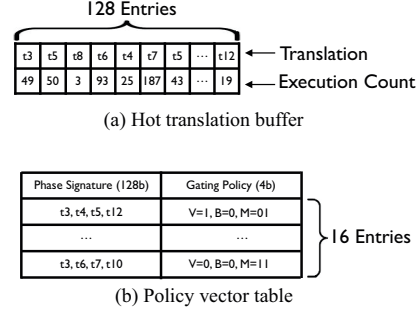 128 Entries
t3 t5 t8 t6 t4 t7 t5 ... t12 Translation
49 50 3 93 25 187 43 ... 19 Execution Count
(a) Hot translation buffer
Phase Signature (128b) Gating Policy (4b)
t3, t4, t5, t12 V=1, B=0, M=01
... ... 16 Entries
t3, t6, t7, t10 V=0, B=0, M=11
(b) Policy vector table